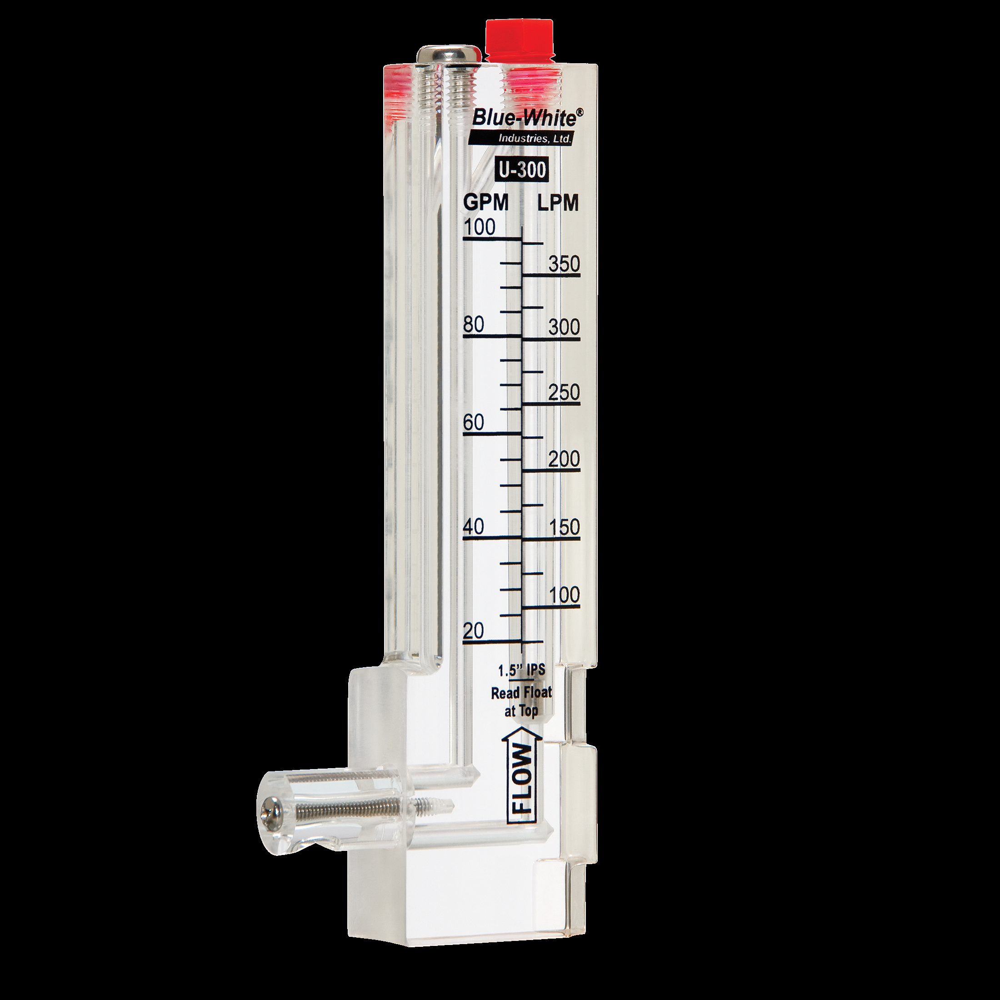 Blue-White®
Industries, Ltd.
U-300
GPM LPM
100
350
80 300
250
60
200
40 150
100
20
1.5” IPS
Read Float
at Top
FLOW